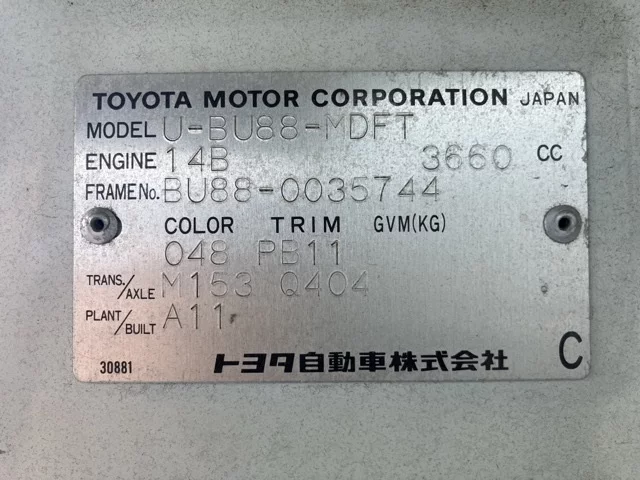 TOYOTA MOTOR CORPORATION JAPAN
MODEL U-BU88-MDFT
ENGINE 14B 3660 CC
FRAME No. BU88-0035744
COLOR TRIM GVM(KG)
048 PB11
TRANS./AXLE M153 Q404
PLANT/BUILT A11
30881 トヨタ自動車株式会社 C